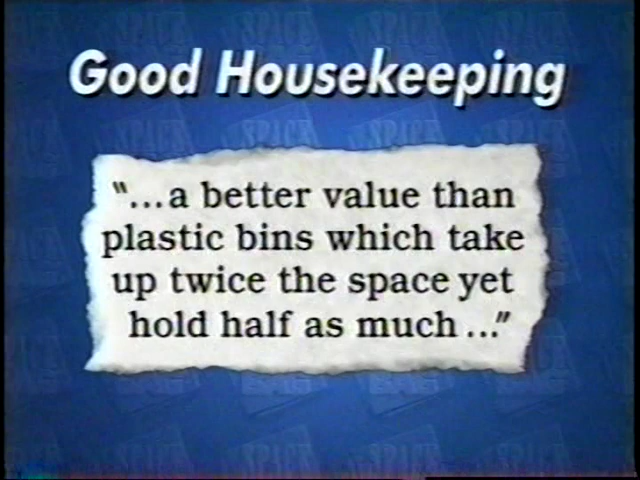 Good Housekeeping
"...a better value than
plastic bins which take
up twice the space yet
hold half as much ..."